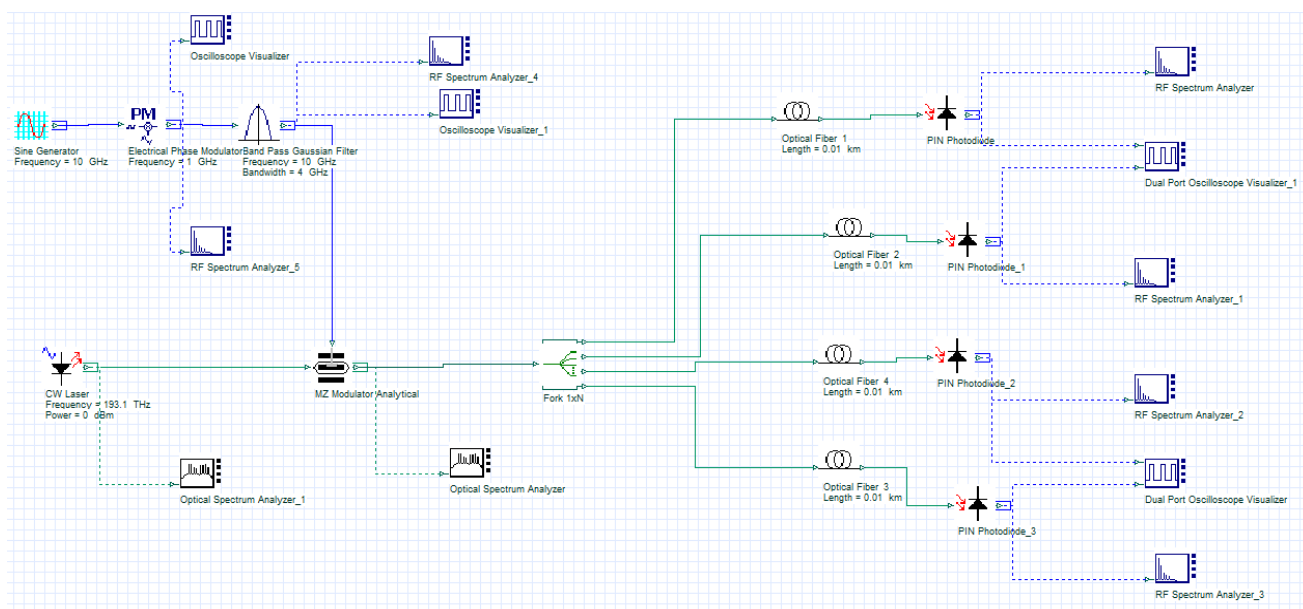 Oscilloscope Visualizer
RF Spectrum Analyzer_4
RF Spectrum Analyzer
Oscilloscope Visualizer_1
PM
Sine Generator
Frequency = 10 GHz
Electrical Phase Modulator
Frequency = 1 GHz
Band Pass Gaussian Filter
Frequency = 10 GHz
Bandwidth = 4 GHz
Optical Fiber 1
Length = 0.01 km
PIN Photodiode
Dual Port Oscilloscope Visualizer_1
RF Spectrum Analyzer_5
Optical Fiber 2
Length = 0.01 km
PIN Photodiode_1
RF Spectrum Analyzer_1
CW Laser
Frequency = 193.1 THz
Power = 0 dBm
MZ Modulator Analytical
Fork 1xN
Optical Fiber 4
Length = 0.01 km
PIN Photodiode_2
RF Spectrum Analyzer_2
Optical Spectrum Analyzer_1
Optical Spectrum Analyzer
Optical Fiber 3
Length = 0.01 km
Dual Port Oscilloscope Visualizer
PIN Photodiode_3
RF Spectrum Analyzer_3